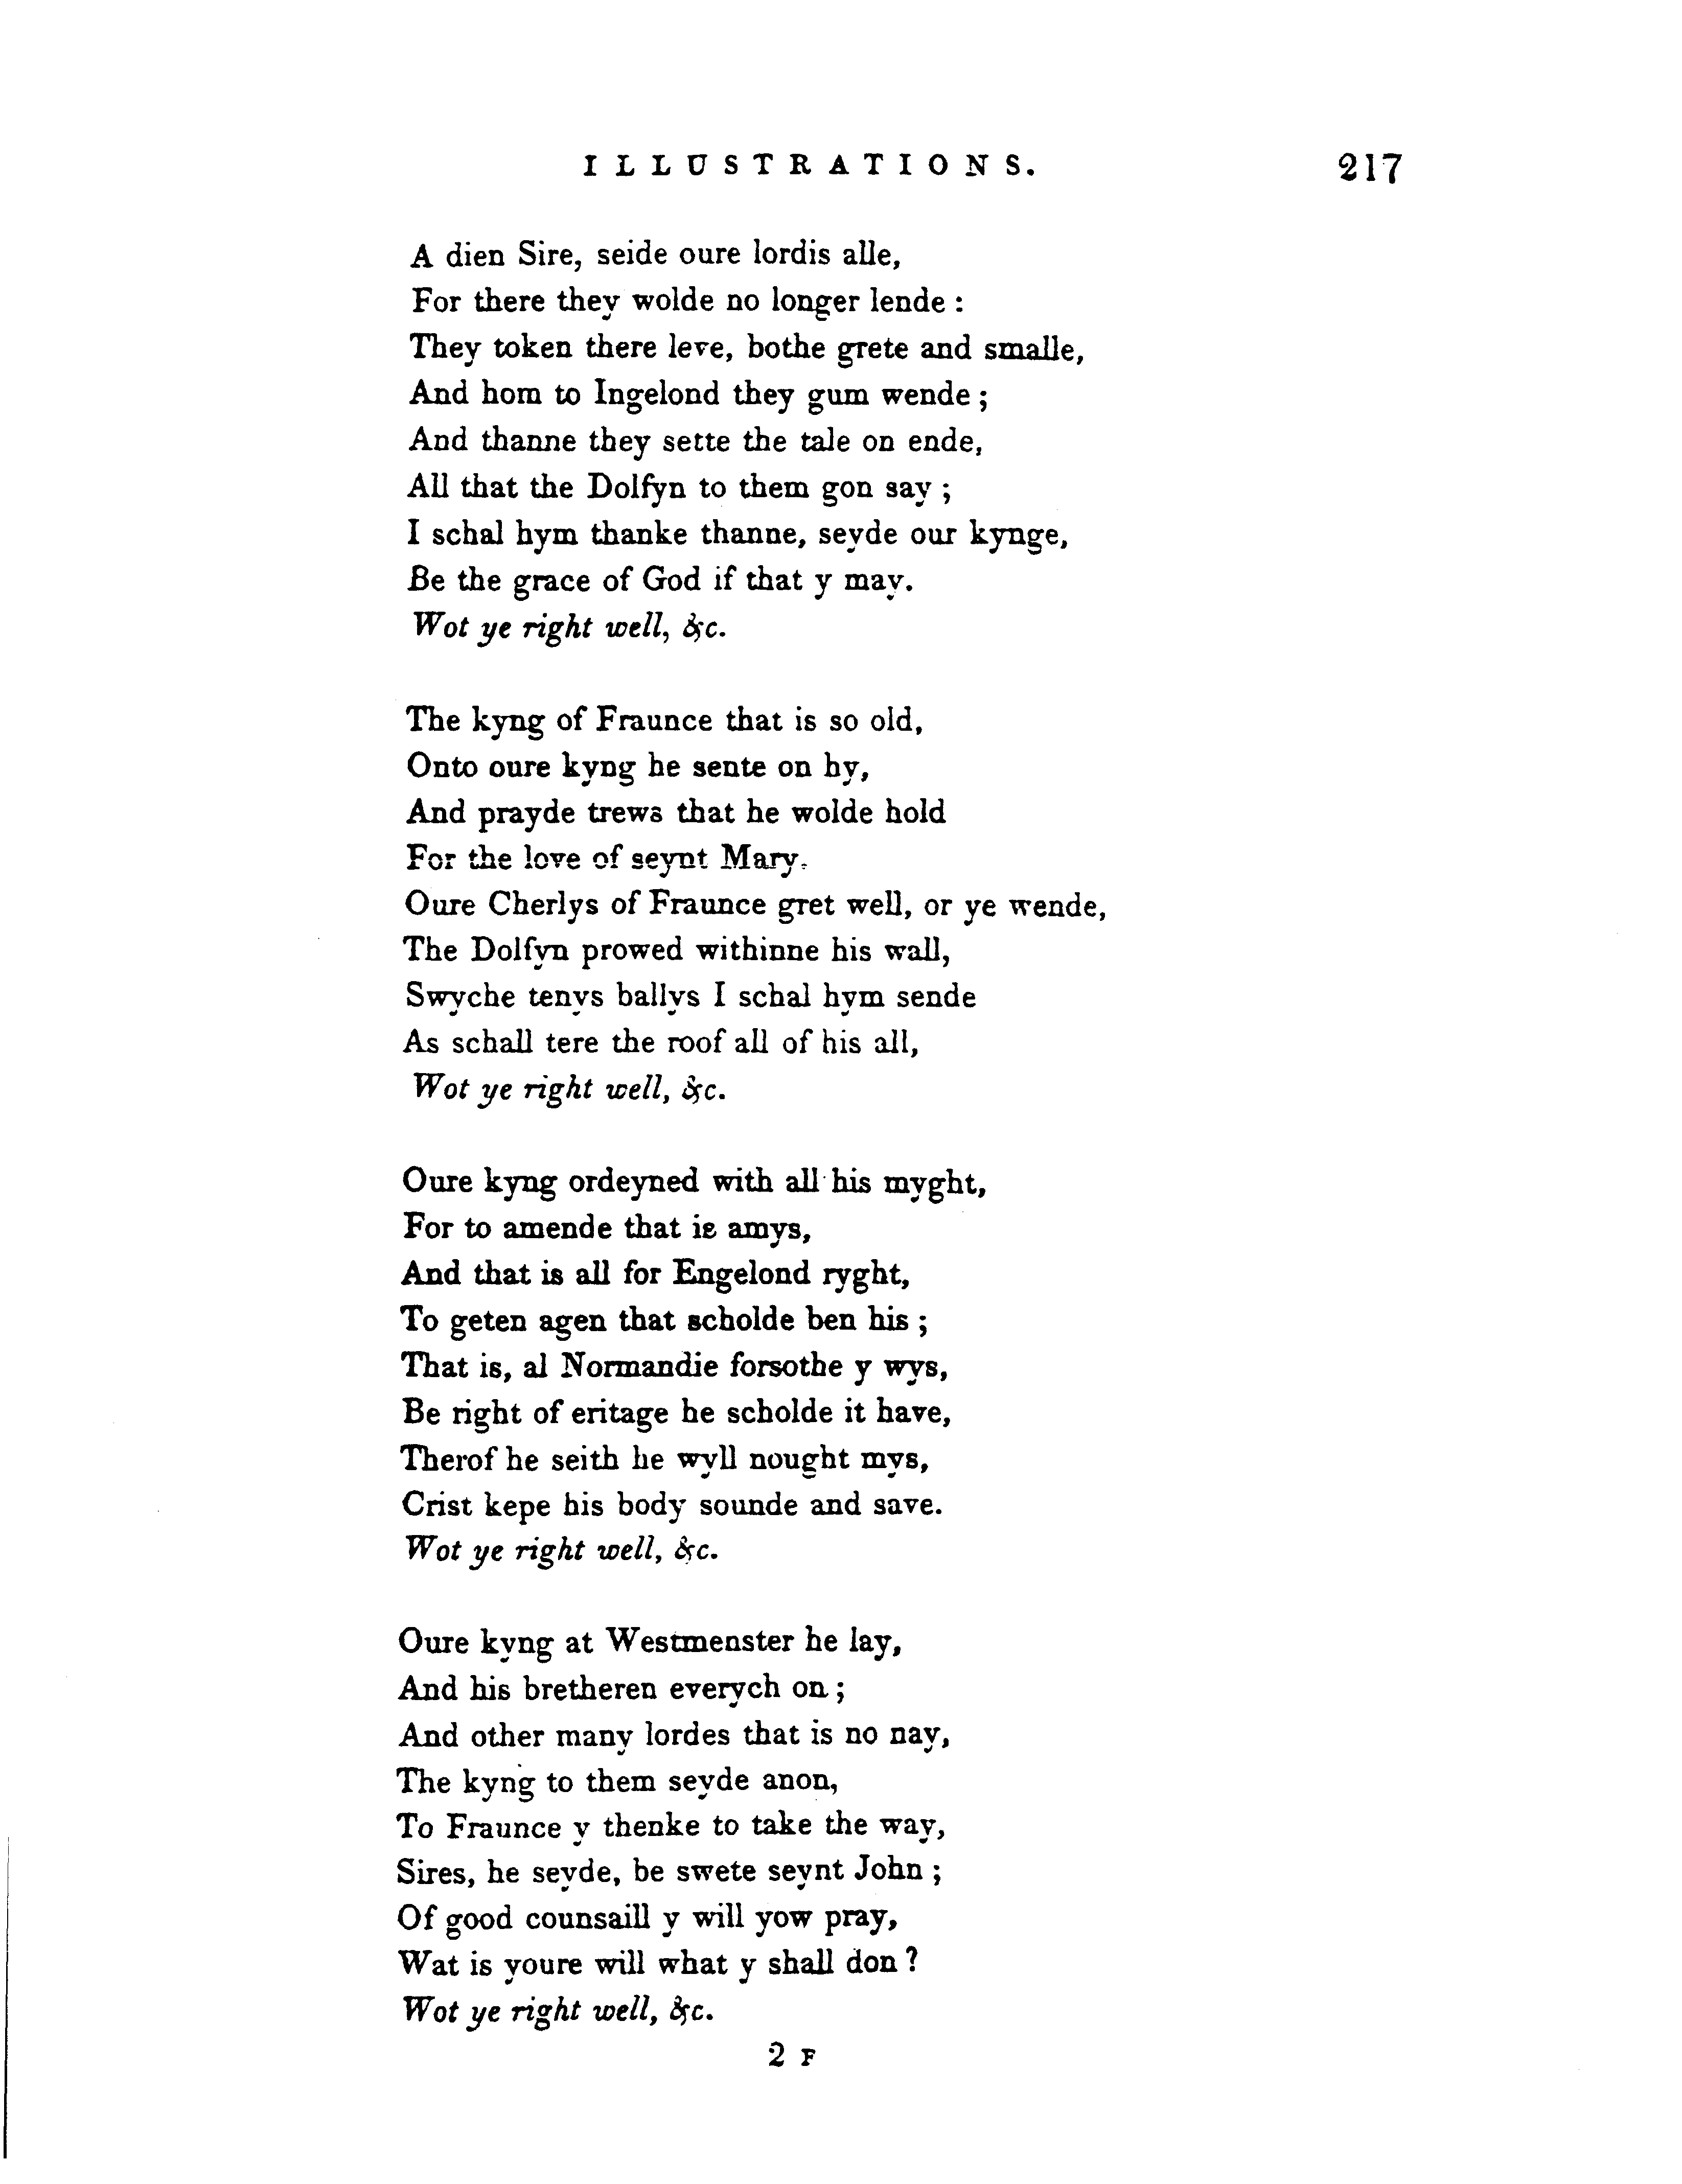 ILLUSTRATIONS. 217
A dien Sire, seide oure lordis alle,
For there they wolde no longer lende :
They token there leve, bothe grete and smalle,
And hom to Ingelond they gum wende ;
And thanne they sette the tale on ende,
All that the Dolfyn to them gon say ;
I schal hym thanke thanne, seyde our kynge,
Be the grace of God if that y may.
Wot ye right well, &c.
The kyng of Fraunce that is so old,
Onto oure kyng he sente on hy,
And prayde trews that he wolde hold
For the love of seynt Mary.
Oure Cherlys of Fraunce gret well, or ye wende,
The Dolfyn prowed withinne his wall,
Swyche tenys ballys I schal hym sende
As schall tere the roof all of his all,
Wot ye right well, &c.
Oure kyng ordeyned with all his myght,
For to amende that is amys,
And that is all for Engelond ryght,
To geten agen that scholde ben his ;
That is, al Normandie forsothe y wys,
Be right of eritage he scholde it have,
Therof he seith he wyll nought mys,
Crist kepe his body sounde and save.
Wot ye right well, &c.
Oure kyng at Westmenster he lay,
And his bretheren everych on ;
And other many lordes that is no nay,
The kyng to them seyde anon,
To Fraunce y thenke to take the way,
Sires, he seyde, be swete seynt John ;
Of good counsaill y will yow pray,
Wat is youre will what y shall don ?
Wot ye right well, &c.
2 F